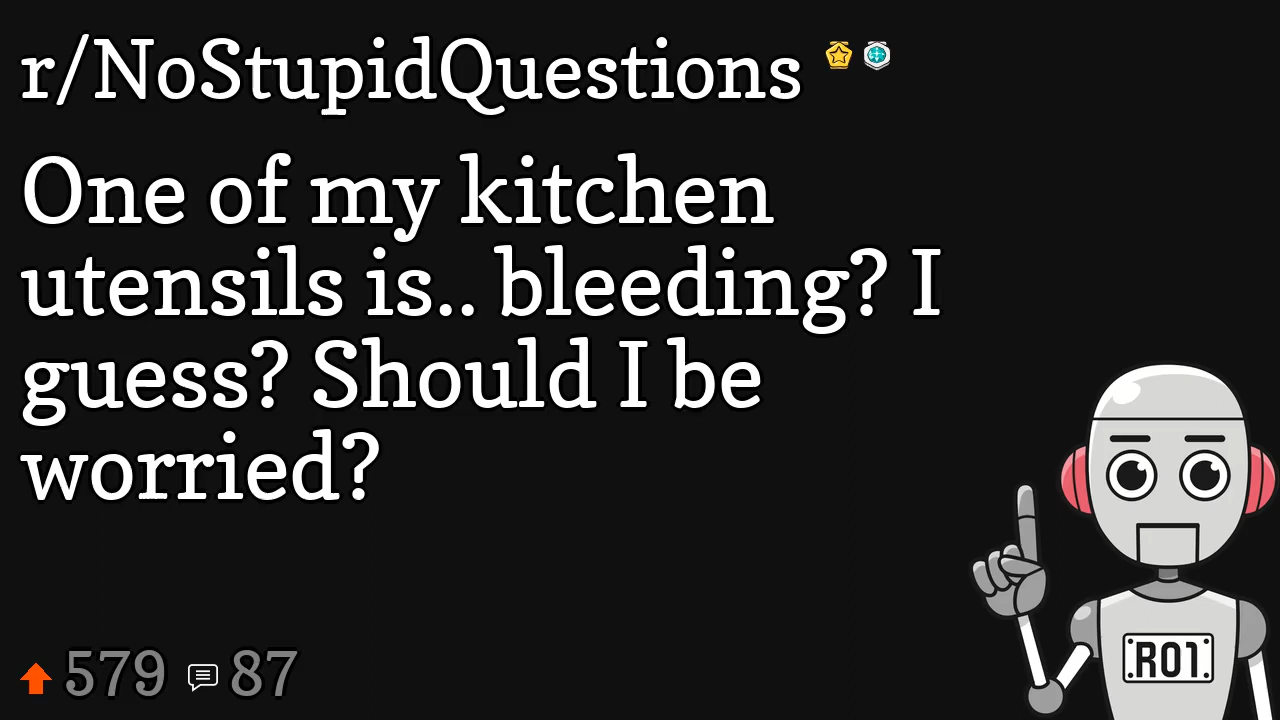 r/NoStupidQuestions
One of my kitchen
utensils is.. bleeding? I
guess? Should I be
worried?
579 87
R01